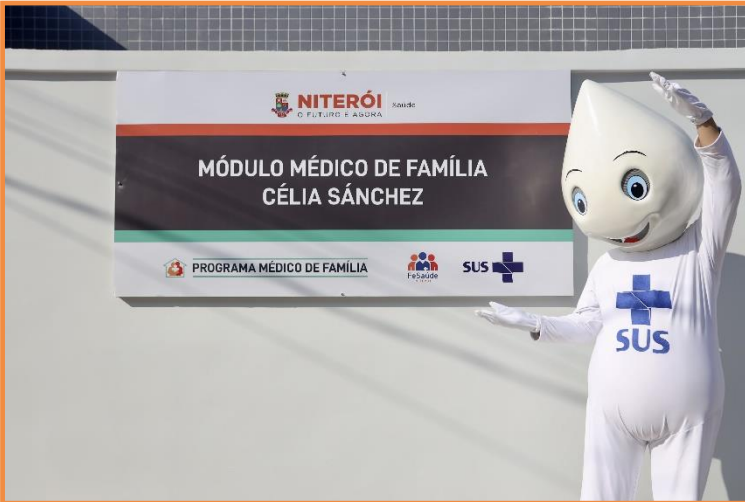 NITERÓI Saúde
O FUTURO É AGORA
MÓDULO MÉDICO DE FAMÍLIA
CÉLIA SÁNCHEZ
PROGRAMA MÉDICO DE FAMÍLIA
FeSaúde
SUS
SUS